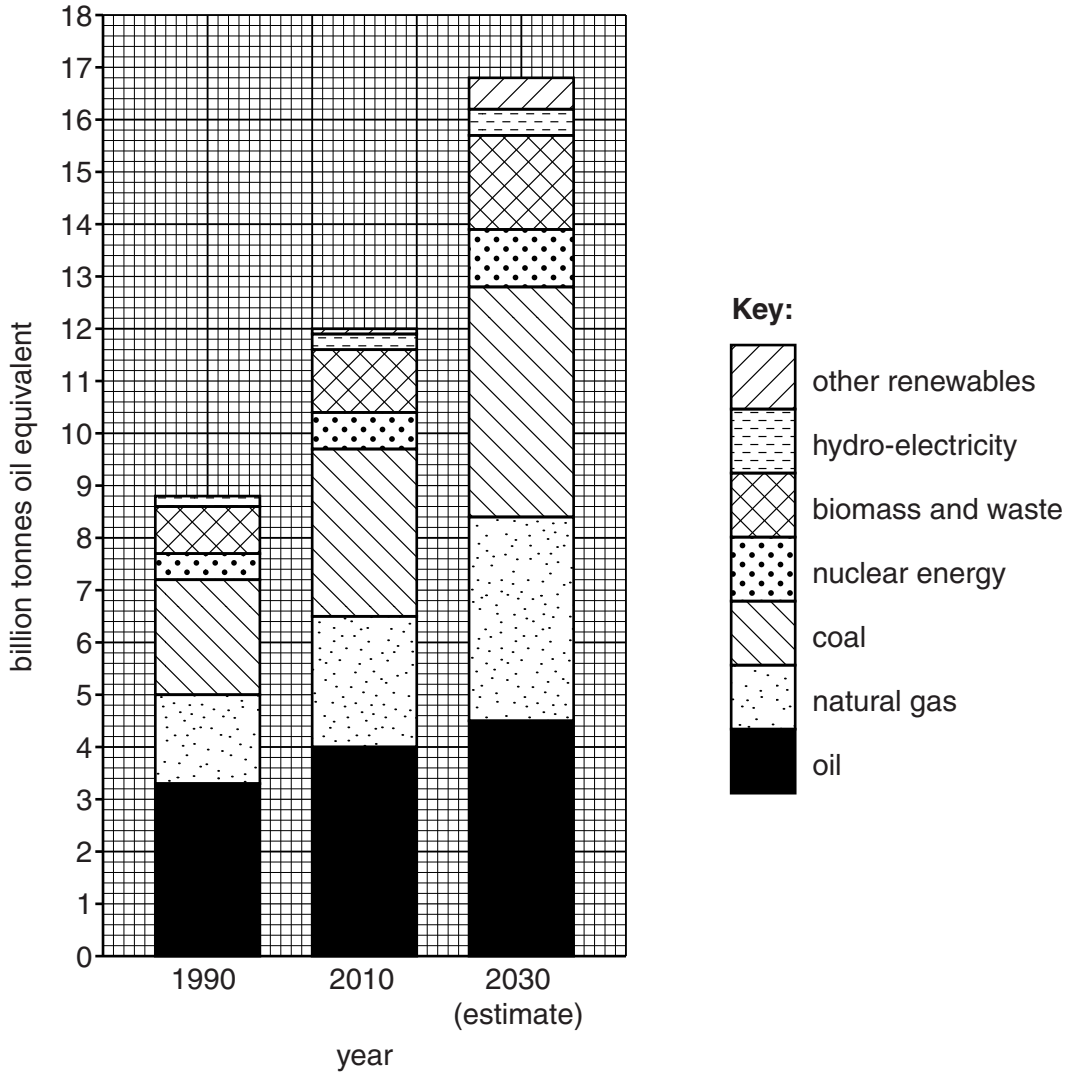 18
17
16
15
14
13
12
11
10
9
8
7
6
5
4
3
2
1
0
billion tonnes oil equivalent
1990
2010
2030
(estimate)
year
Key:
other renewables
hydro-electricity
biomass and waste
nuclear energy
coal
natural gas
oil